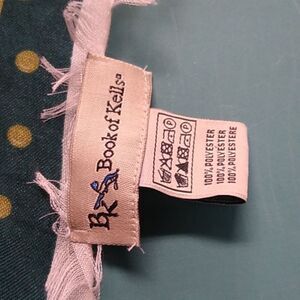 BK Book of Kells®
100% POLYESTER
100% POLYESTER
100% POLYESTERE